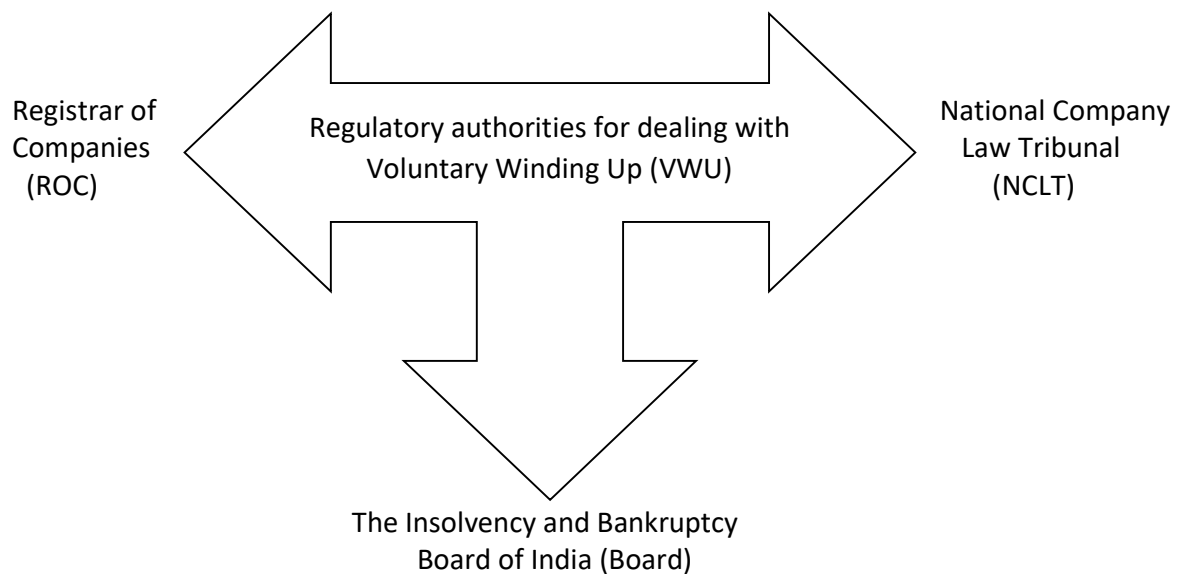 Registrar of
Companies
(ROC)
Regulatory authorities for dealing with
Voluntary Winding Up (VWU)
National Company
Law Tribunal
(NCLT)
The Insolvency and Bankruptcy
Board of India (Board)